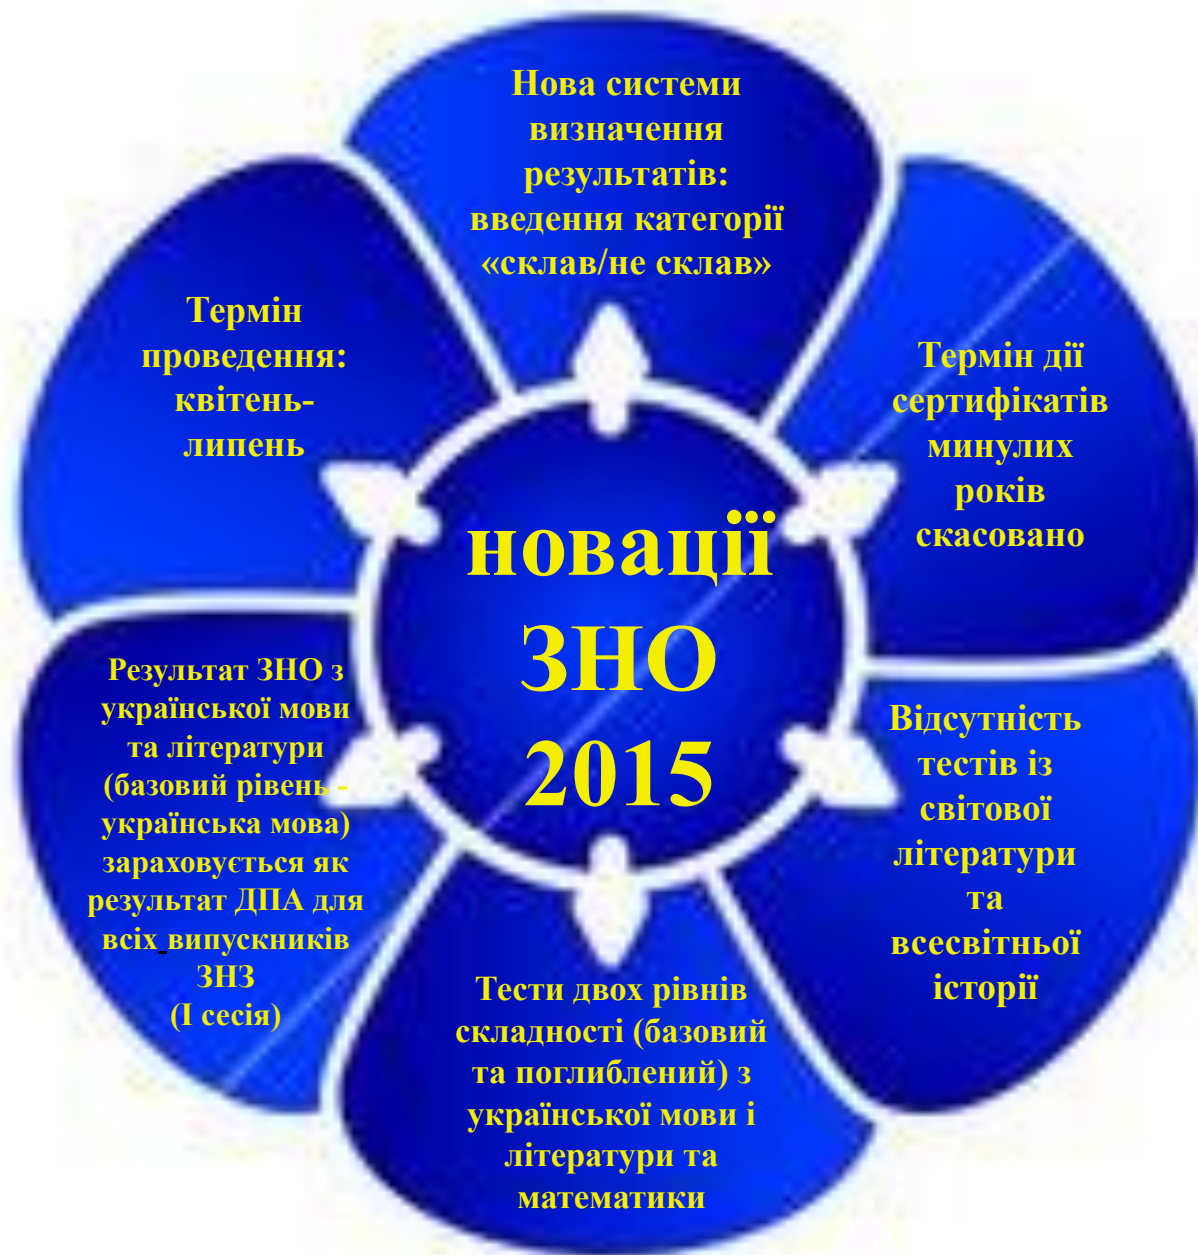 Нова системи
визначення
результатів:
введення категорії
«склав/не склав»
Термін дії
сертифікатів
минулих
років
скасовано
Відсутність
тестів із
світової
літератури
та
всесвітньої
історії
Тести двох рівнів
складності (базовий
та поглиблений) з
української мови і
літератури та
математики
Результат ЗНО з
української мови
та літератури
(базовий рівень -
українська мова)
зараховується як
результат ДПА для
всіх випускників
ЗНЗ
(І сесія)
Термін
проведення:
квітень-
липень
новації
ЗНО
2015